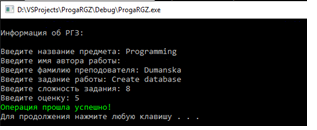 D:\VSProjects\ProgaRGZ\Debug\ProgaRGZ.exe
Информация об РГЗ:
Введите название предмета: Programming
Введите имя автора работы:
Введите фамилию преподователя: Dumanska
Введите задание работы: Create database
Введите сложность задания: 8
Введите оценку: 5
Операция прошла успешно!
Для продолжения нажмите любую клавишу . . .